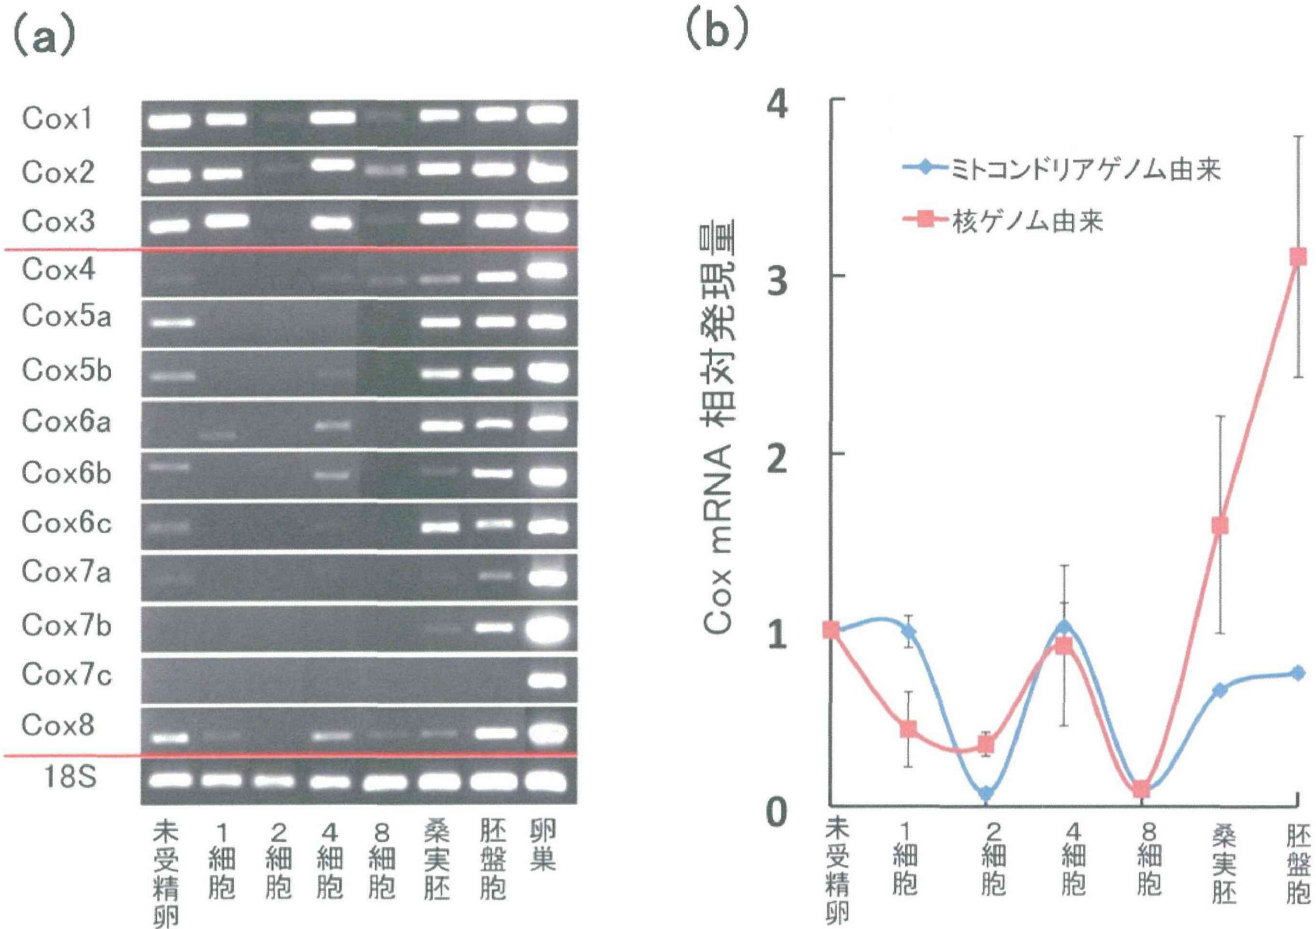 (a)
Cox1
Cox2
Cox3
Cox4
Cox5a
Cox5b
Cox6a
Cox6b
Cox6c
Cox7a
Cox7b
Cox7c
Cox8
18S
未受精卵
1細胞
2細胞
4細胞
8細胞
桑実胚
胚盤胞
卵巣
(b)
Cox mRNA 相対発現量
4
3
2
1
0
ミトコンドリアゲノム由来
核ゲノム由来
未受精卵
1細胞
2細胞
4細胞
8細胞
桑実胚
胚盤胞